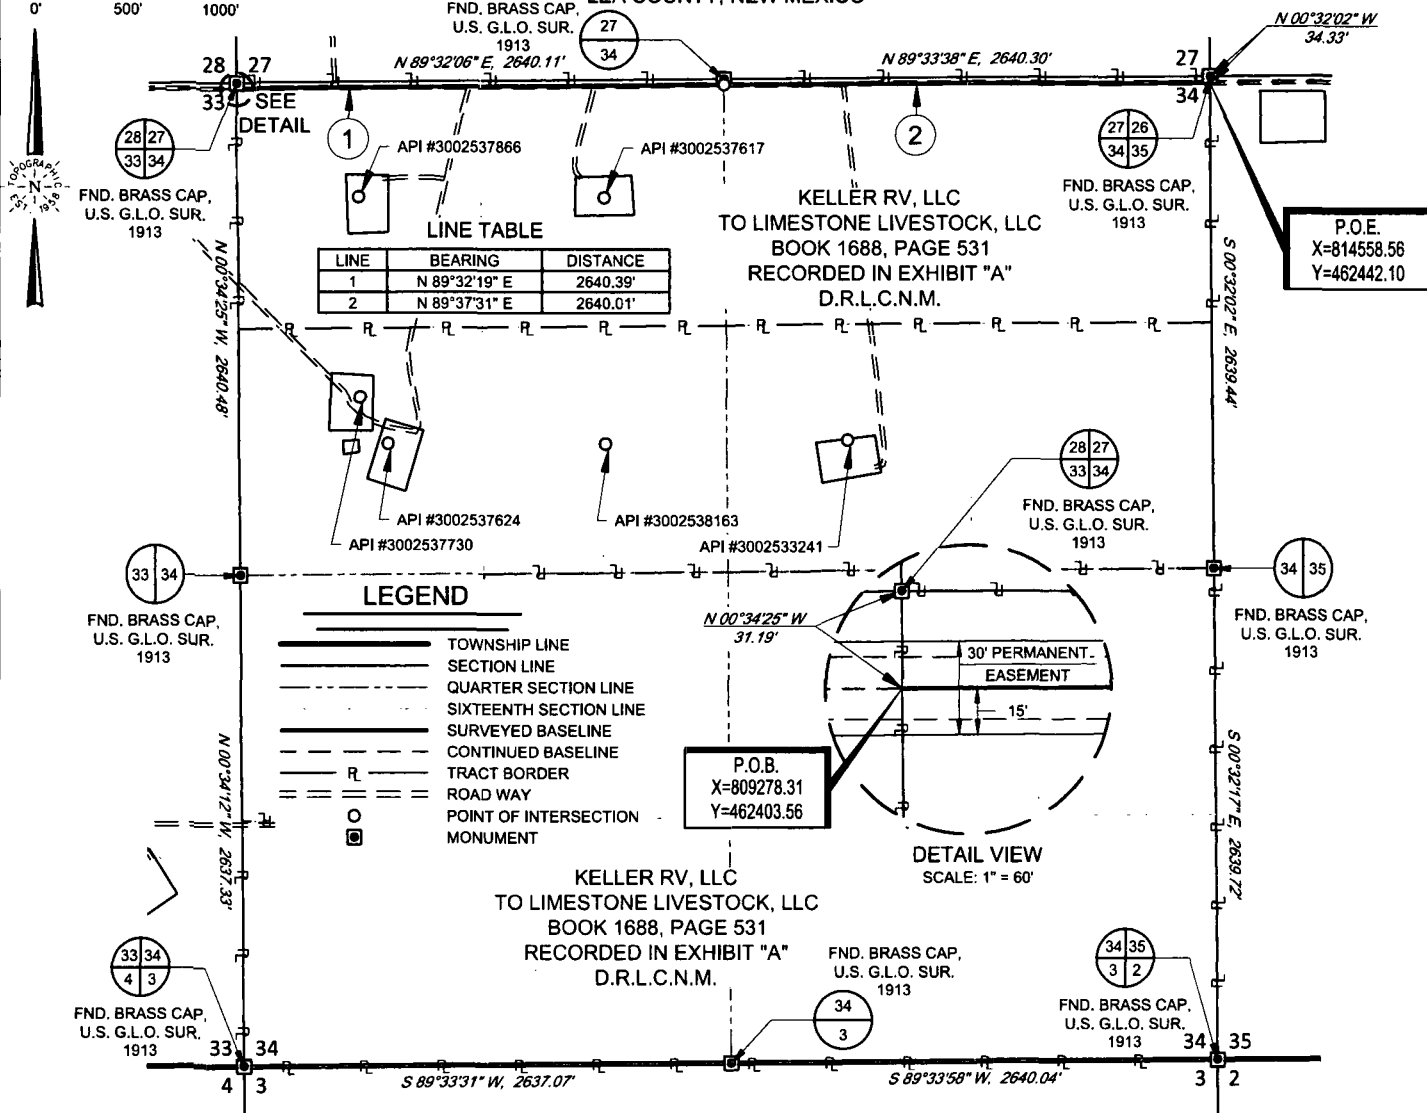 0' 500' 1000'
FND. BRASS CAP,
U.S. G.L.O. SUR.
1913
27
34
LEA COUNTY, NEW MEXICO
N 00°32'02" W
34.33'
N 89°32'06" E, 2640.11'
N 89°33'38" E, 2640.30'
28 27
33
SEE
DETAIL
27
34
1
2
28 27
33 34
FND. BRASS CAP,
U.S. G.L.O. SUR.
1913
API #3002537866
API #3002537617
27 26
34 35
FND. BRASS CAP,
U.S. G.L.O. SUR.
1913
TOPOGRAPHIC
N
EST. 1958
KELLER RV, LLC
TO LIMESTONE LIVESTOCK, LLC
BOOK 1688, PAGE 531
RECORDED IN EXHIBIT "A"
D.R.L.C.N.M.
P.O.E.
X=814558.56
Y=462442.10
LINE TABLE
LINE BEARING DISTANCE
1 N 89°32'19" E 2640.39'
2 N 89°37'31" E 2640.01'
N 00°34'25" W, 2640.48'
S 00°32'02" E, 2639.44'
API #3002537624
API #3002537730
API #3002538163
API #3002533241
28 27
33 34
FND. BRASS CAP,
U.S. G.L.O. SUR.
1913
33 34
FND. BRASS CAP,
U.S. G.L.O. SUR.
1913
34 35
FND. BRASS CAP,
U.S. G.L.O. SUR.
1913
LEGEND
TOWNSHIP LINE
SECTION LINE
QUARTER SECTION LINE
SIXTEENTH SECTION LINE
SURVEYED BASELINE
CONTINUED BASELINE
PL TRACT BORDER
ROAD WAY
POINT OF INTERSECTION
MONUMENT
N 00°34'25" W
31.19'
30' PERMANENT
EASEMENT
15'
P.O.B.
X=809278.31
Y=462403.56
DETAIL VIEW
SCALE: 1" = 60'
N 00°34'12" W, 2637.33'
S 00°32'17" E, 2639.72'
KELLER RV, LLC
TO LIMESTONE LIVESTOCK, LLC
BOOK 1688, PAGE 531
RECORDED IN EXHIBIT "A"
D.R.L.C.N.M.
33 34
4 3
FND. BRASS CAP,
U.S. G.L.O. SUR.
1913
FND. BRASS CAP,
U.S. G.L.O. SUR.
1913
34
3
34 35
3 2
FND. BRASS CAP,
U.S. G.L.O. SUR.
1913
33 34
4 3
34 35
3 2
S 89°33'31" W, 2637.07'
S 89°33'58" W, 2640.04'